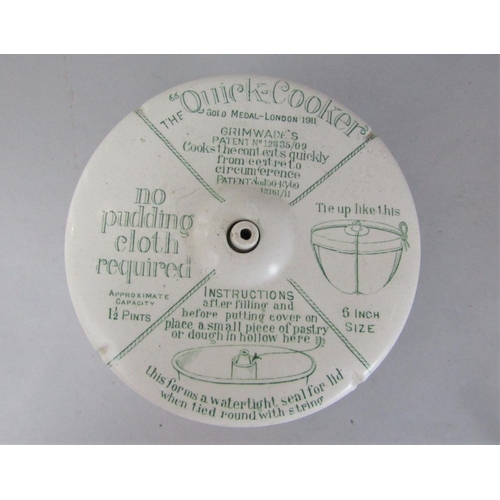 THE "Quick-Cooker"
GOLD MEDAL-LONDON 1911
GRIMWADE'S
PATENT No 12835/09
Cooks the contents quickly
from centre to
circumference
PATENT
13161/11
no
pudding
cloth
required
APPROXIMATE
CAPACITY
1½ PINTS
Tie up like this
6 INCH
SIZE
INSTRUCTIONS
after filling and
before putting cover on
place a small piece of pastry
or dough in hollow here
this forms a watertight seal for lid
when tied round with string